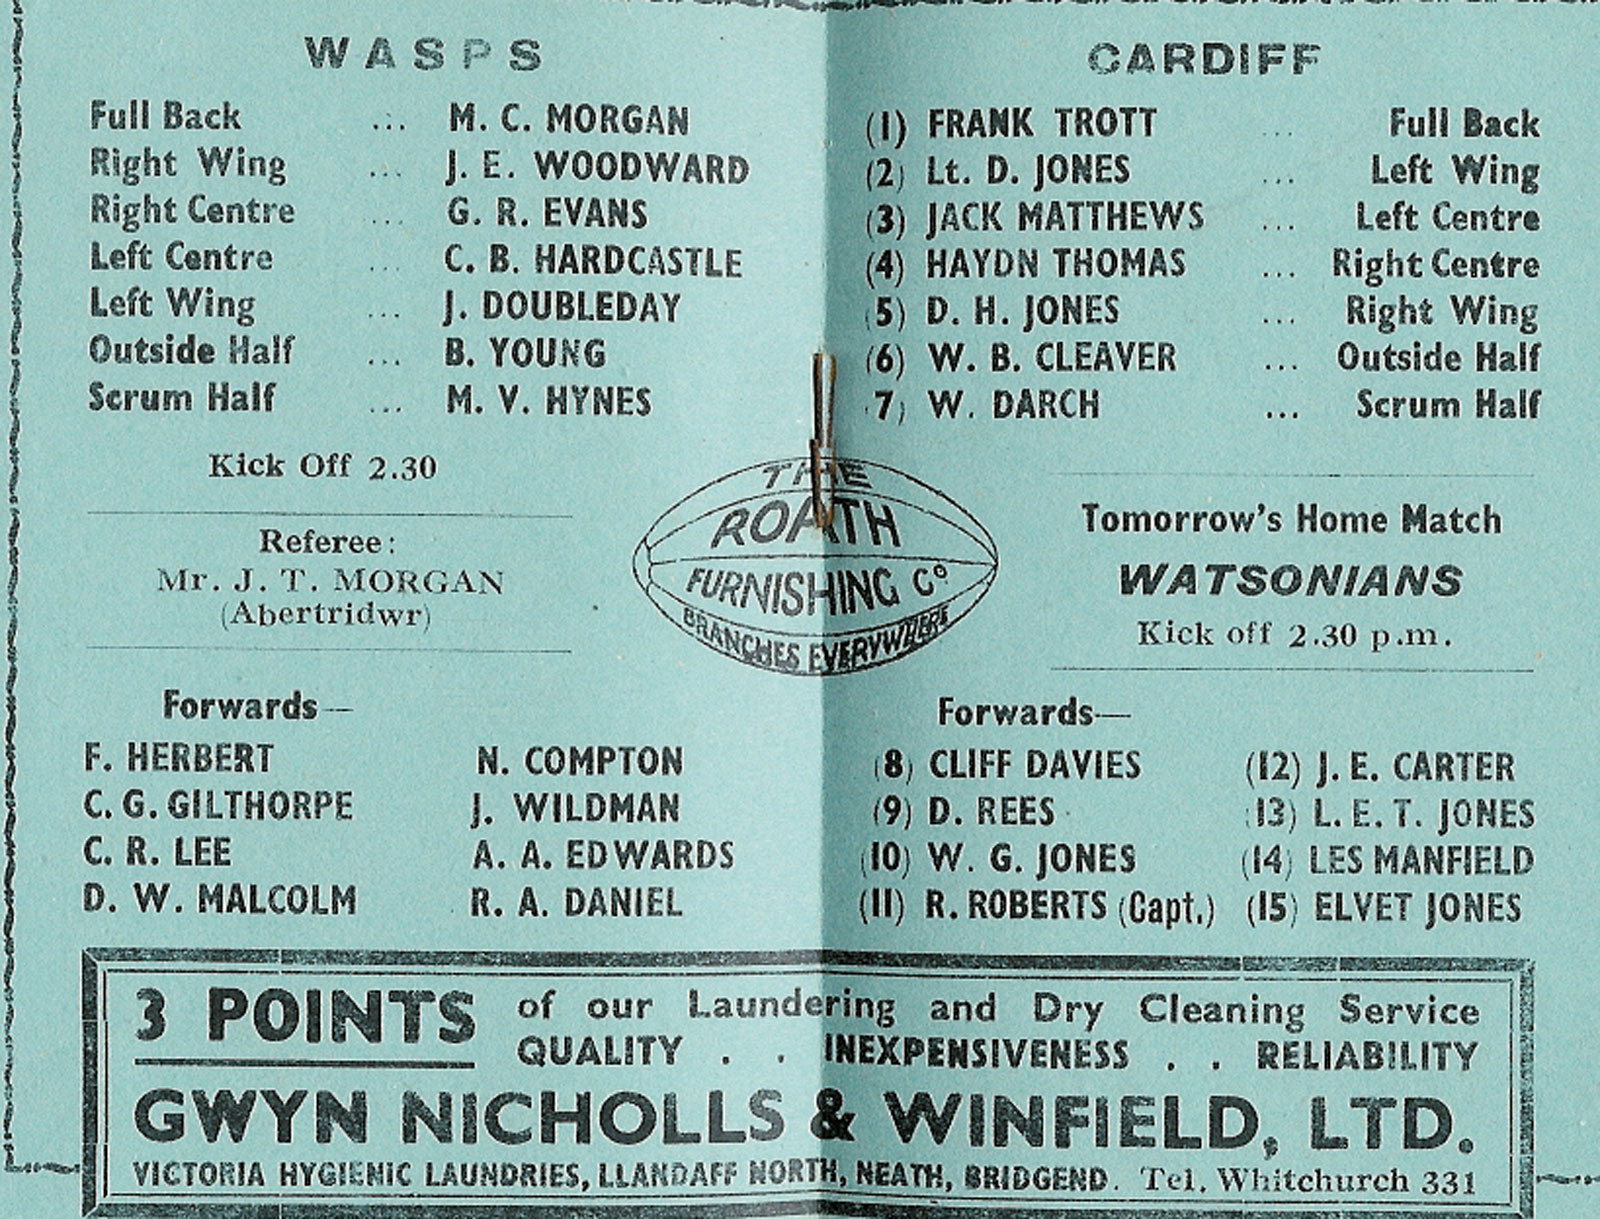 WASPS
Full Back ... M. C. MORGAN
Right Wing ... J. E. WOODWARD
Right Centre ... G. R. EVANS
Left Centre ... C. B. HARDCASTLE
Left Wing ... J. DOUBLEDAY
Outside Half ... B. YOUNG
Scrum Half ... M. V. HYNES
Kick Off 2.30
Referee:
Mr. J. T. MORGAN
(Abertridwr)
Forwards—
F. HERBERT N. COMPTON
C. G. GILTHORPE J. WILDMAN
C. R. LEE A. A. EDWARDS
D. W. MALCOLM R. A. DANIEL
THE
ROATH
FURNISHING Cº
BRANCHES EVERYWHERE
CARDIFF
(1) FRANK TROTT ... Full Back
(2) Lt. D. JONES ... Left Wing
(3) JACK MATTHEWS ... Left Centre
(4) HAYDN THOMAS ... Right Centre
(5) D. H. JONES ... Right Wing
(6) W. B. CLEAVER ... Outside Half
(7) W. DARCH ... Scrum Half
Tomorrow's Home Match
WATSONIANS
Kick off 2.30 p.m.
Forwards—
(8) CLIFF DAVIES (12) J. E. CARTER
(9) D. REES (13) L. E. T. JONES
(10) W. G. JONES (14) LES MANFIELD
(11) R. ROBERTS (Capt.) (15) ELVET JONES
3 POINTS of our Laundering and Dry Cleaning Service
QUALITY . . INEXPENSIVENESS . . RELIABILITY
GWYN NICHOLLS & WINFIELD, LTD.
VICTORIA HYGIENIC LAUNDRIES, LLANDAFF NORTH, NEATH, BRIDGEND. Tel. Whitchurch 331